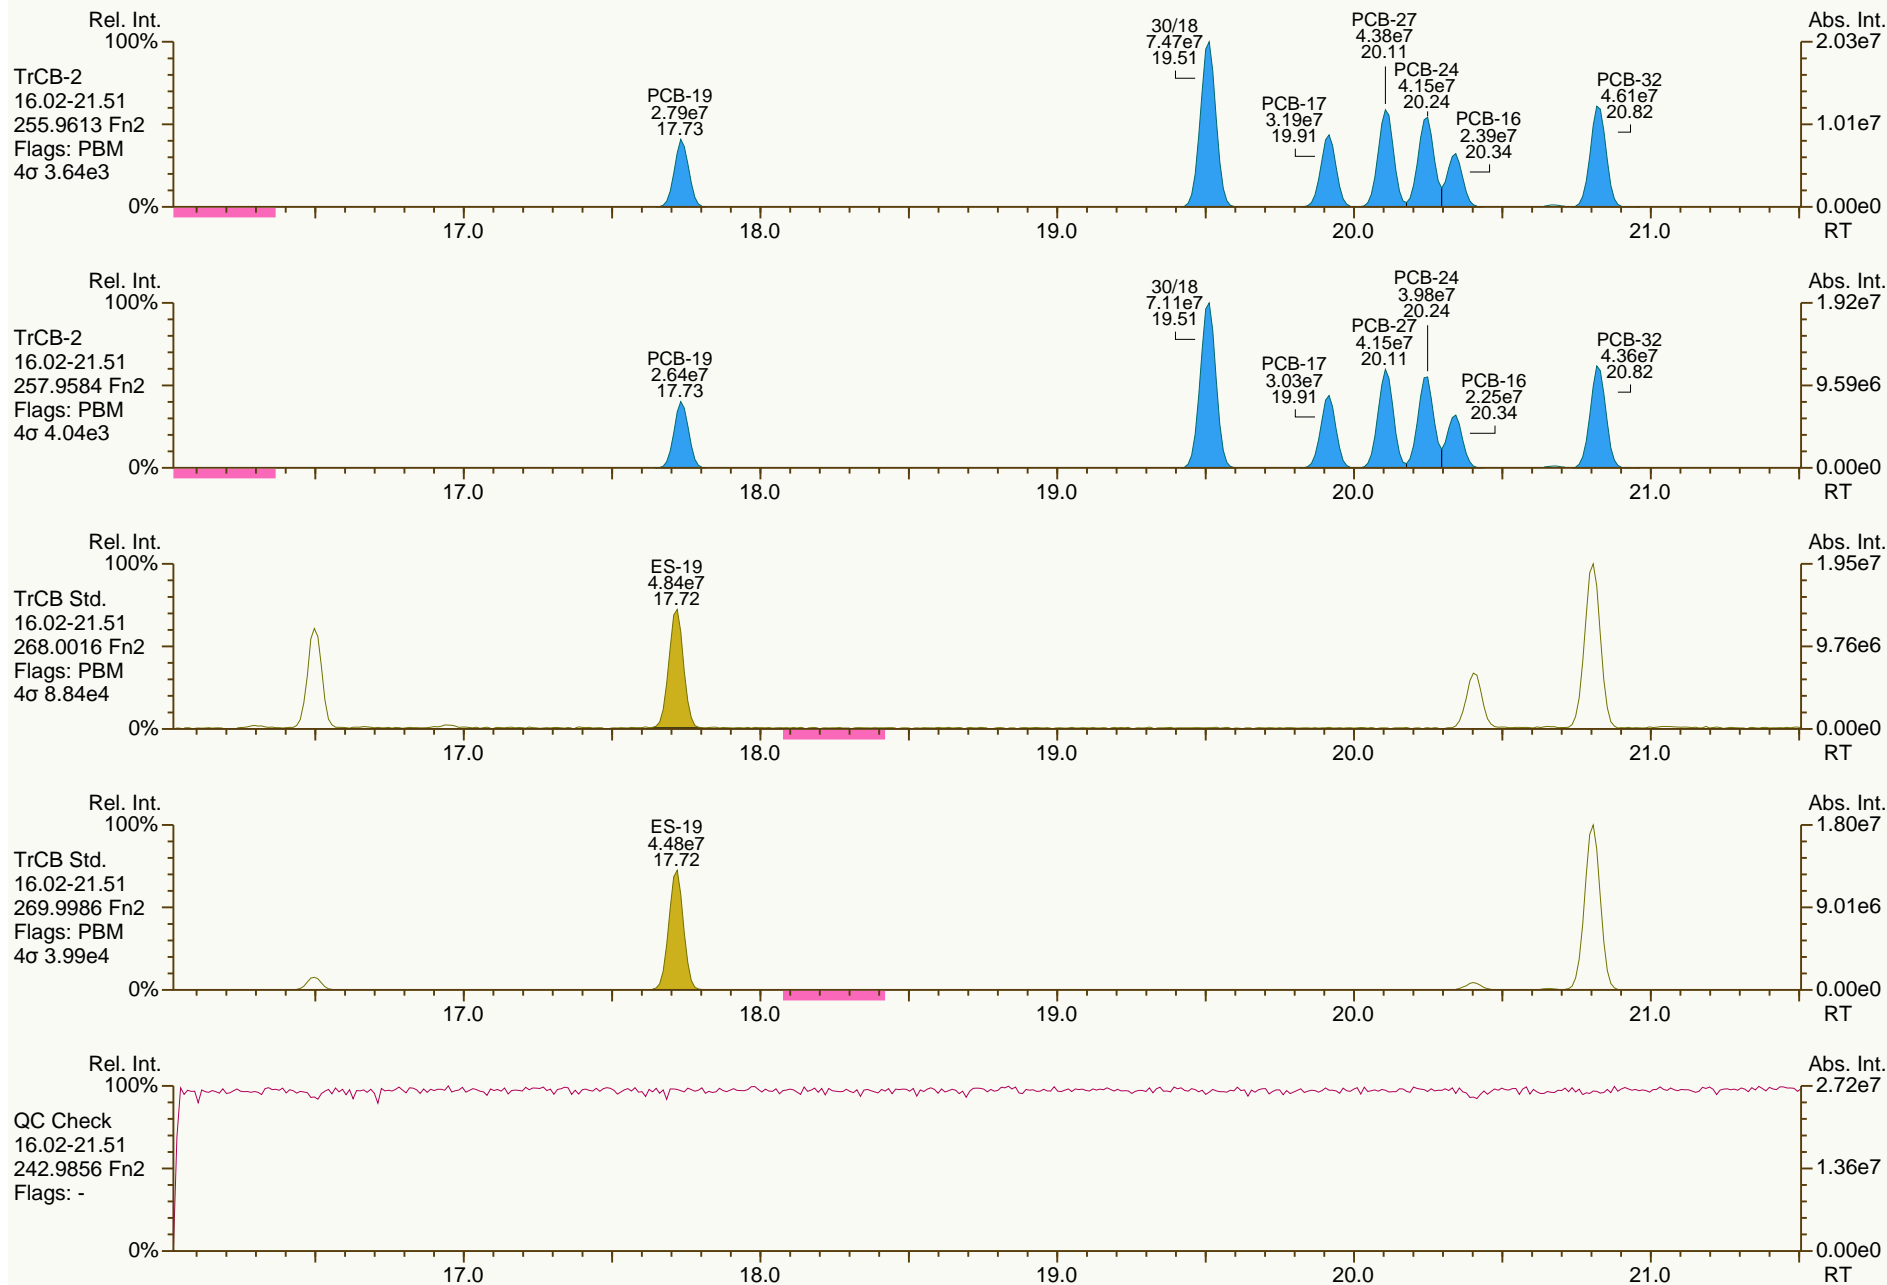 Rel. Int.
Abs. Int.
100%
2.03e7
1.01e7
0%
0.00e0
TrCB-2
16.02-21.51
255.9613 Fn2
Flags: PBM
4σ 3.64e3
PCB-19
2.79e7
17.73
30/18
7.47e7
19.51
PCB-17
3.19e7
19.91
PCB-27
4.38e7
20.11
PCB-24
4.15e7
20.24
PCB-16
2.39e7
20.34
PCB-32
4.61e7
20.82
17.0 18.0 19.0 20.0 21.0 RT
Rel. Int.
Abs. Int.
100%
1.92e7
9.59e6
0%
0.00e0
TrCB-2
16.02-21.51
257.9584 Fn2
Flags: PBM
4σ 4.04e3
PCB-19
2.64e7
17.73
30/18
7.11e7
19.51
PCB-17
3.03e7
19.91
PCB-27
4.15e7
20.11
PCB-24
3.98e7
20.24
PCB-16
2.25e7
20.34
PCB-32
4.36e7
20.82
17.0 18.0 19.0 20.0 21.0 RT
Rel. Int.
Abs. Int.
100%
1.95e7
9.76e6
0%
0.00e0
TrCB Std.
16.02-21.51
268.0016 Fn2
Flags: PBM
4σ 8.84e4
ES-19
4.84e7
17.72
17.0 18.0 19.0 20.0 21.0 RT
Rel. Int.
Abs. Int.
100%
1.80e7
9.01e6
0%
0.00e0
TrCB Std.
16.02-21.51
269.9986 Fn2
Flags: PBM
4σ 3.99e4
ES-19
4.48e7
17.72
17.0 18.0 19.0 20.0 21.0 RT
Rel. Int.
Abs. Int.
100%
2.72e7
1.36e7
0%
0.00e0
QC Check
16.02-21.51
242.9856 Fn2
Flags: -
17.0 18.0 19.0 20.0 21.0 RT